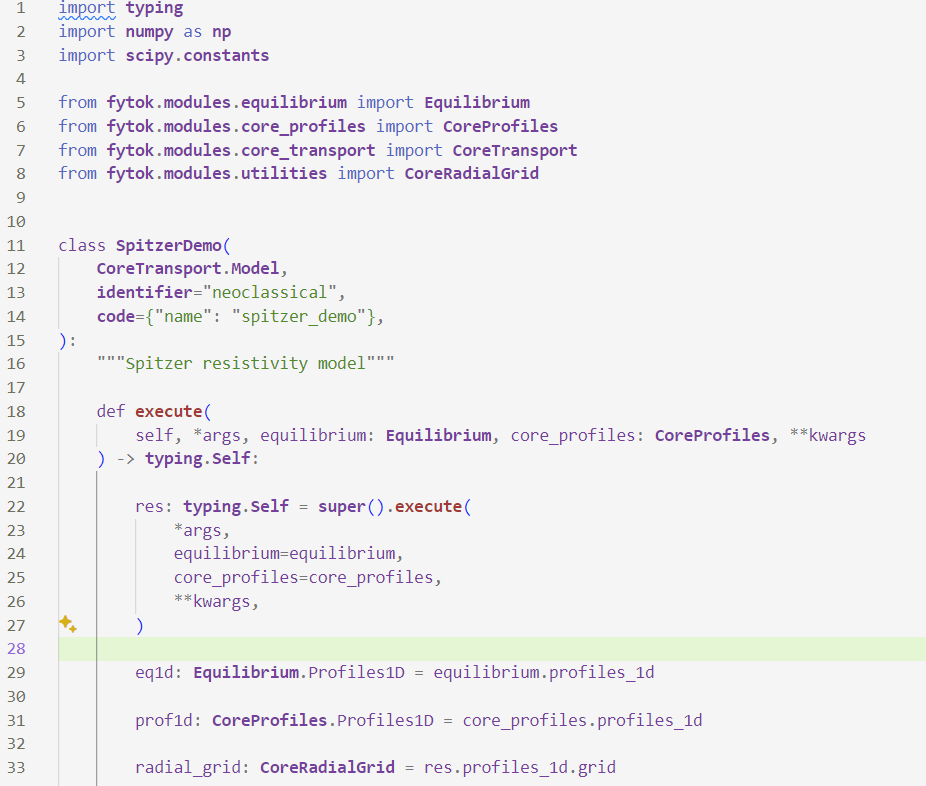 1 import typing
2 import numpy as np
3 import scipy.constants
4
5 from fytok.modules.equilibrium import Equilibrium
6 from fytok.modules.core_profiles import CoreProfiles
7 from fytok.modules.core_transport import CoreTransport
8 from fytok.modules.utilities import CoreRadialGrid
9
10
11 class SpitzerDemo(
12     CoreTransport.Model,
13     identifier="neoclassical",
14     code={"name": "spitzer_demo"},
15 ):
16     """Spitzer resistivity model"""
17
18     def execute(
19         self, *args, equilibrium: Equilibrium, core_profiles: CoreProfiles, **kwargs
20     ) -> typing.Self:
21
22         res: typing.Self = super().execute(
23             *args,
24             equilibrium=equilibrium,
25             core_profiles=core_profiles,
26             **kwargs,
27         )
28
29         eq1d: Equilibrium.Profiles1D = equilibrium.profiles_1d
30
31         prof1d: CoreProfiles.Profiles1D = core_profiles.profiles_1d
32
33         radial_grid: CoreRadialGrid = res.profiles_1d.grid